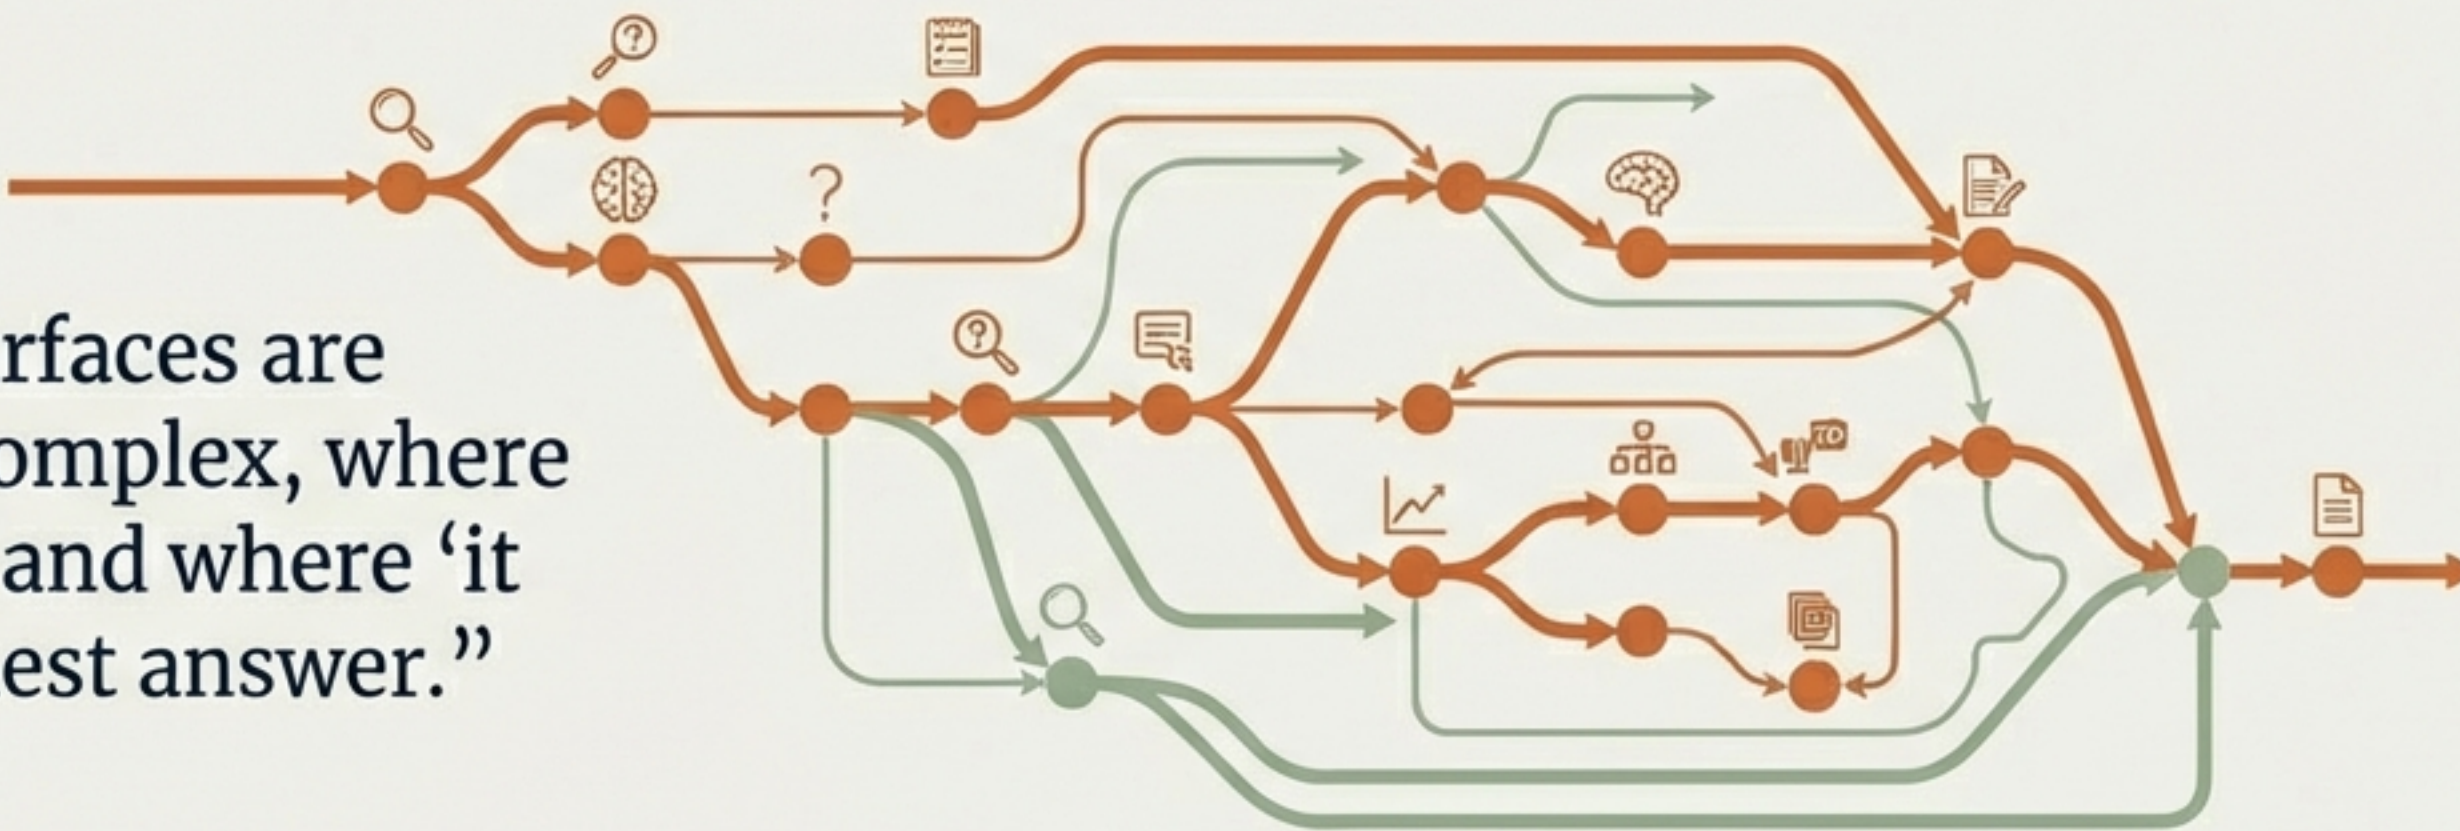 rfaces are
omplex, where
and where ‘it
est answer.”
?
?
?